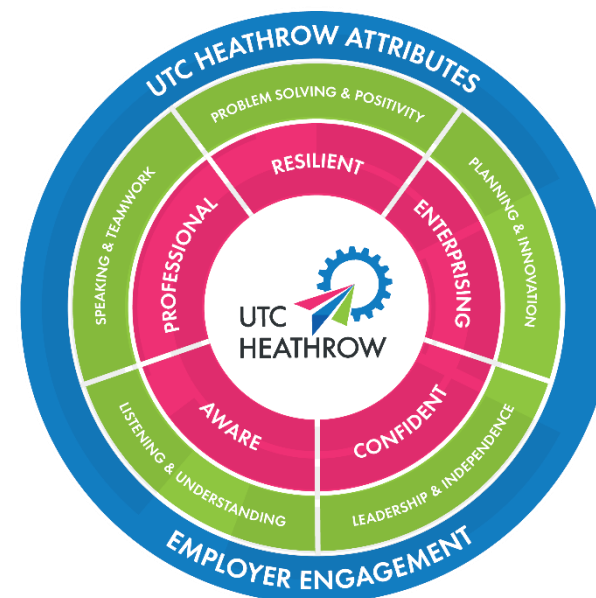 UTC HEATHROW ATTRIBUTES
PROBLEM SOLVING & POSITIVITY
PLANNING & INNOVATION
LEADERSHIP & INDEPENDENCE
LISTENING & UNDERSTANDING
SPEAKING & TEAMWORK
RESILIENT
ENTERPRISING
CONFIDENT
AWARE
PROFESSIONAL
UTC
HEATHROW
EMPLOYER ENGAGEMENT